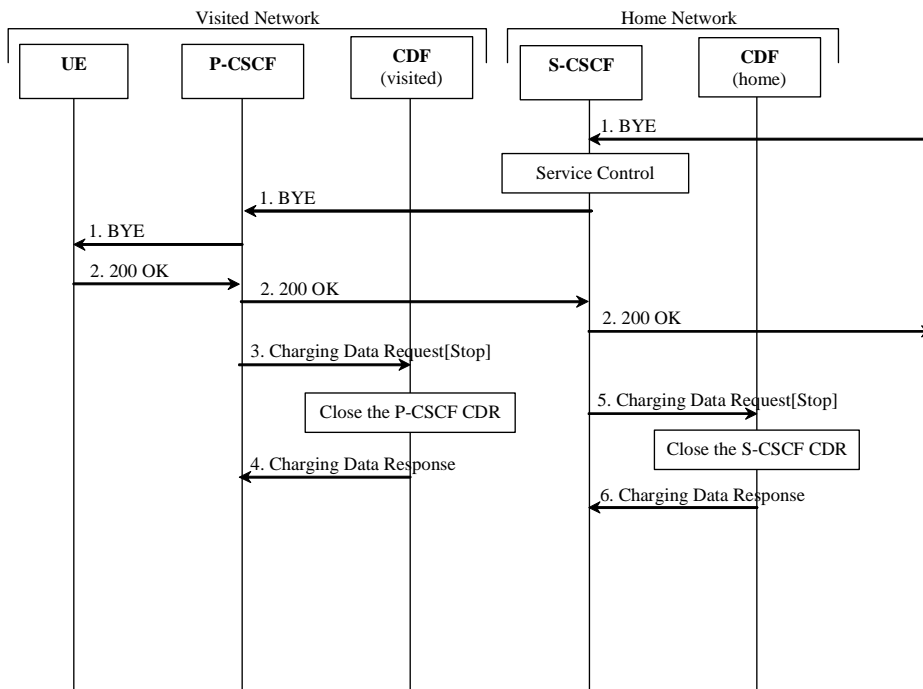 Visited Network
Home Network
UE
P-CSCF
CDF
(visited)
S-CSCF
CDF
(home)
1. BYE
Service Control
1. BYE
1. BYE
2. 200 OK
2. 200 OK
2. 200 OK
3. Charging Data Request[Stop]
Close the P-CSCF CDR
5. Charging Data Request[Stop]
Close the S-CSCF CDR
4. Charging Data Response
6. Charging Data Response